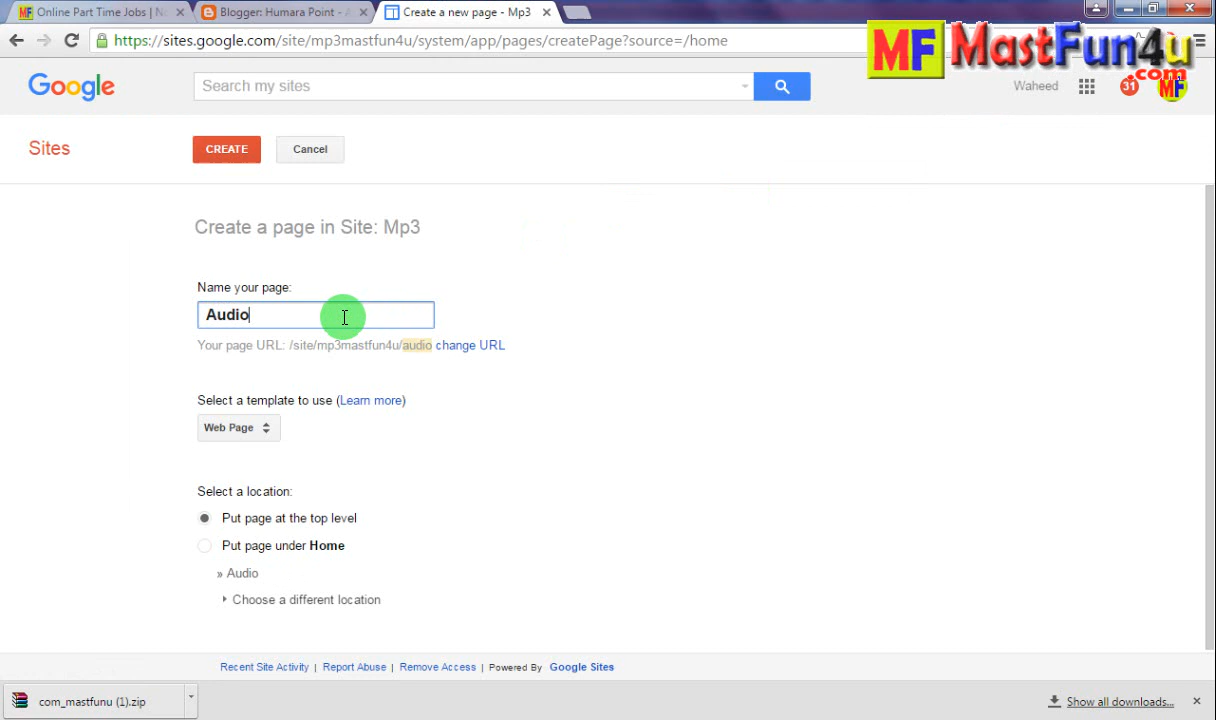 Online Part Time Jobs | N
Blogger: Humara Point - A
Create a new page - Mp3
https://sites.google.com/site/mp3mastfun4u/system/app/pages/createPage?source=/home
MF MastFun4u
.com
Google
Search my sites
Waheed
31
MF
Sites
CREATE
Cancel
Create a page in Site: Mp3
Name your page:
Audio
Your page URL: /site/mp3mastfun4u/audio change URL
Select a template to use (Learn more)
Web Page
Select a location:
Put page at the top level
Put page under Home
» Audio
Choose a different location
Recent Site Activity | Report Abuse | Remove Access | Powered By Google Sites
com_mastfunu (1).zip
Show all downloads...